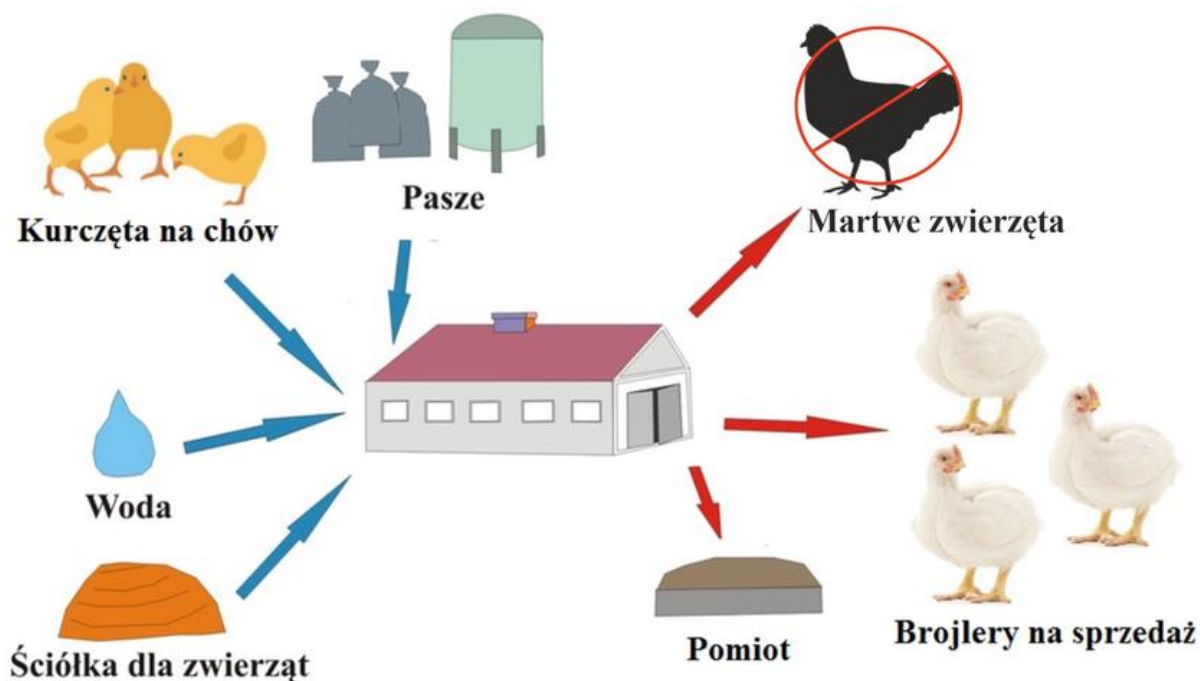 Pasze
Kurczęta na chów
Martwe zwierzęta
Woda
Ściółka dla zwierząt
Pomiot
Brojlery na sprzedaż